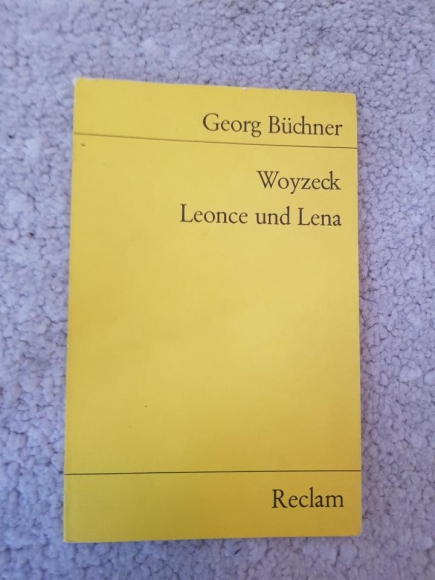 Georg Büchner
Woyzeck
Leonce und Lena
Reclam